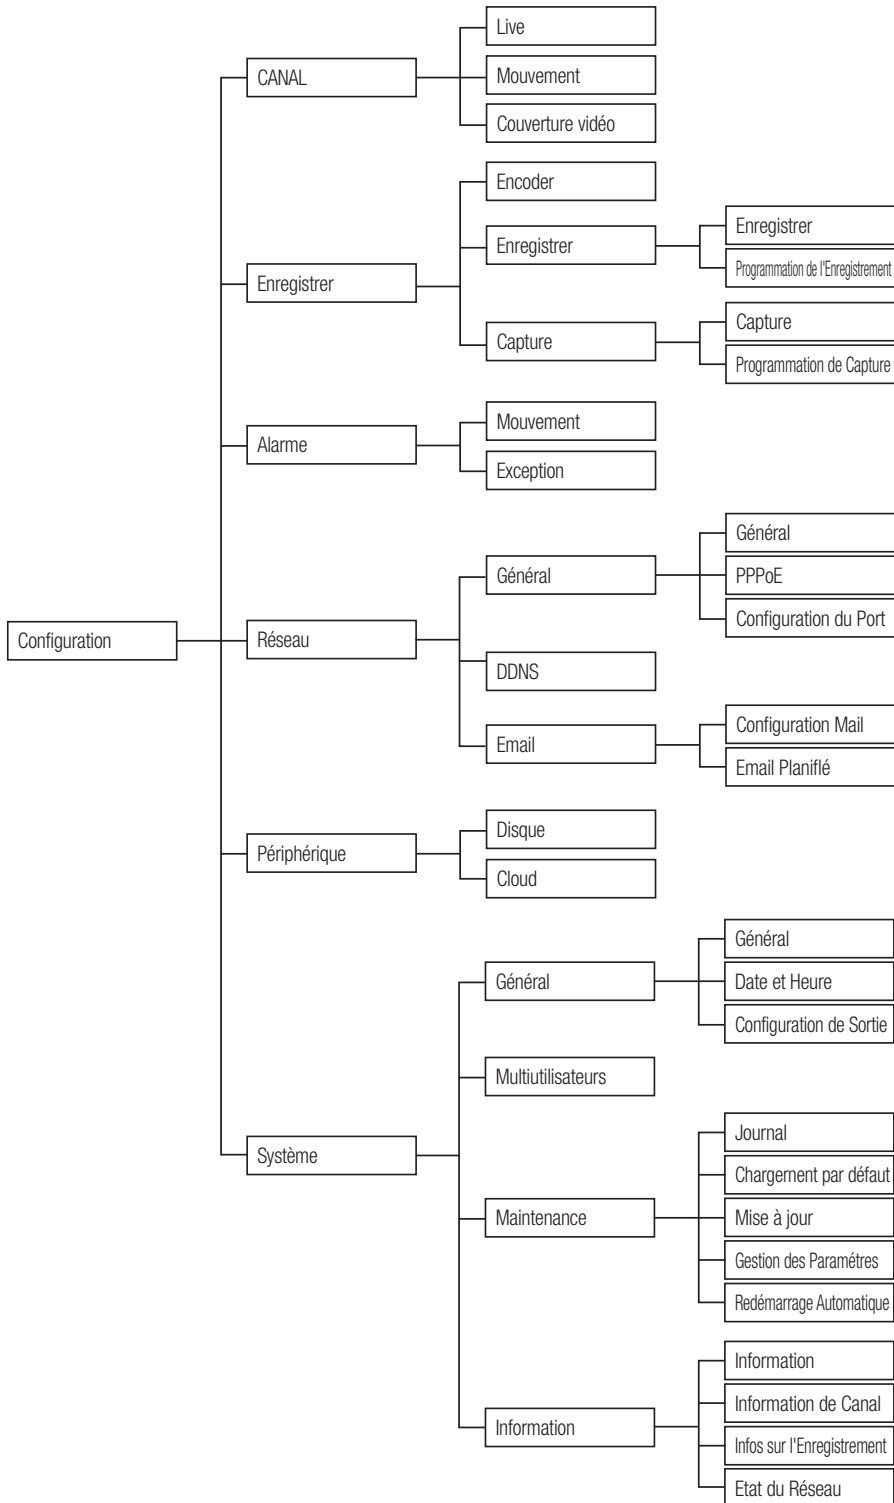 Live
CANAL
Mouvement
Couverture vidéo
Encoder
Enregistrer
Enregistrer
Programmation de l'Enregistrement
Enregistrer
Capture
Capture
Programmation de Capture
Mouvement
Alarme
Exception
Général
Général
PPPoE
Configuration du Port
Configuration
Réseau
DDNS
Configuration Mail
Email
Email Planiflé
Disque
Périphérique
Cloud
Général
Général
Date et Heure
Configuration de Sortie
Multiutilisateurs
Journal
Système
Chargernent par défaut
Maintenance
Mise à jour
Gestion des Paramétres
Redémarrage Automatique
Information
Information de Canal
Information
Infos sur l'Enregistrement
Etat du Réseau